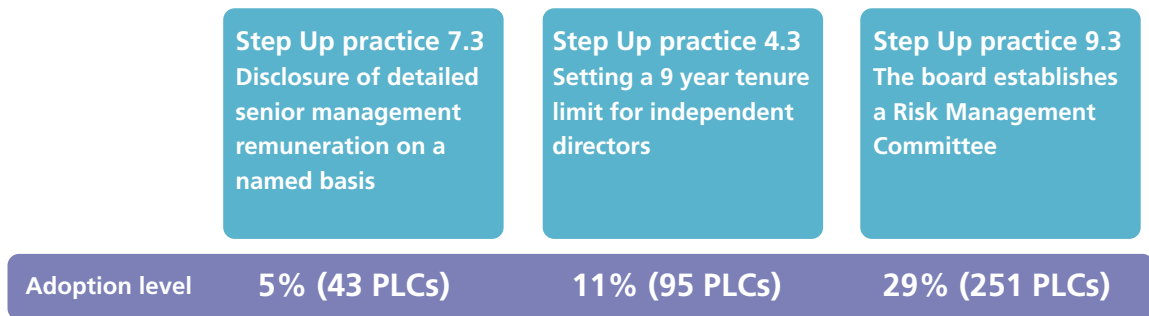 Step Up practice 7.3
Disclosure of detailed
senior management
remuneration on a
named basis
Step Up practice 4.3
Setting a 9 year tenure
limit for independent
directors
Step Up practice 9.3
The board establishes
a Risk Management
Committee
Adoption level
5% (43 PLCs)
11% (95 PLCs)
29% (251 PLCs)